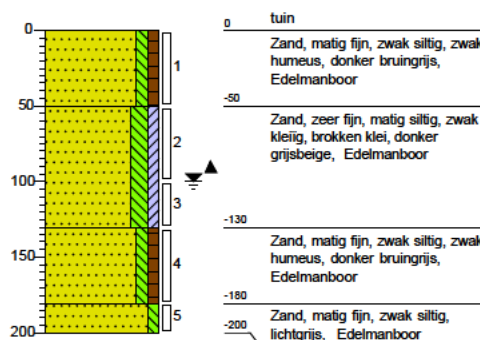 0
50
100
150
200
1
2
3
4
5
0 tuin
Zand, matig fijn, zwak siltig, zwak
humeus, donker bruingrijs,
Edelmanboor
-50
Zand, zeer fijn, matig siltig, zwak
kleiïg, brokken klei, donker
grijsbeige, Edelmanboor
-130
Zand, matig fijn, zwak siltig, zwak
humeus, donker bruingrijs,
Edelmanboor
-180
Zand, matig fijn, zwak siltig,
-200
lichtgrijs, Edelmanboor